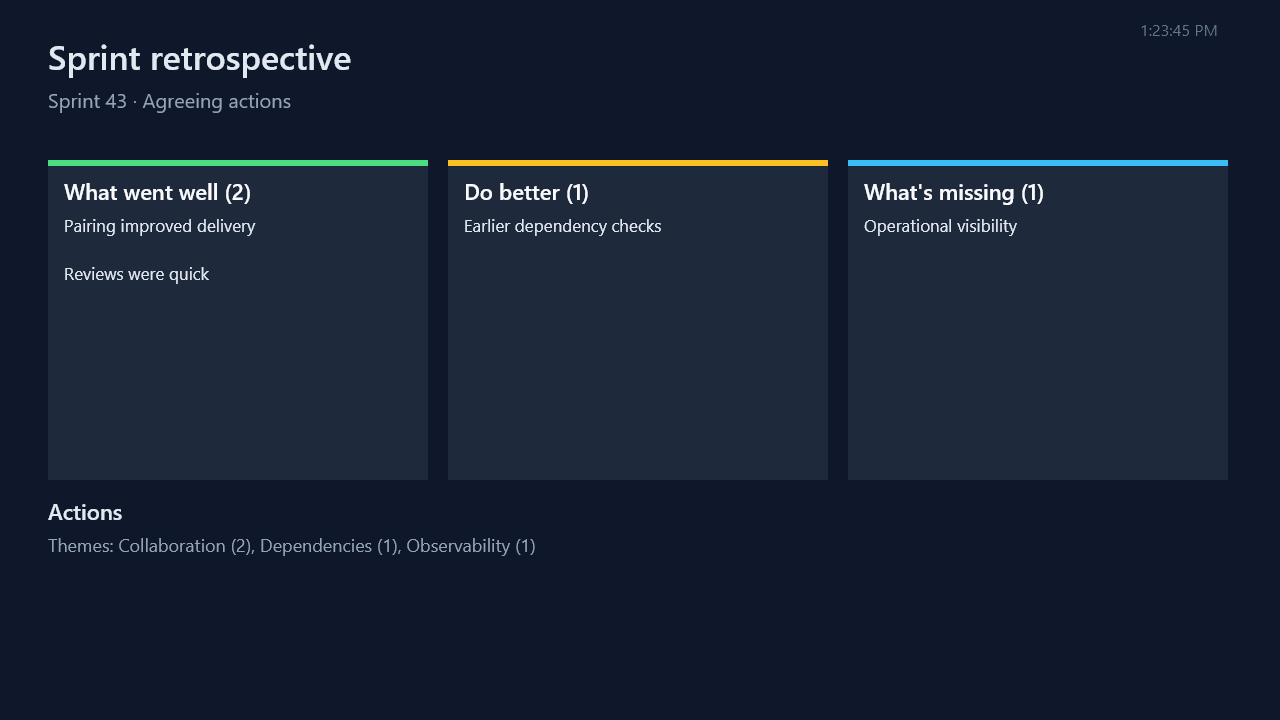 1:23:45 PM
Sprint retrospective
Sprint 43 · Agreeing actions
What went well (2)
Pairing improved delivery
Reviews were quick
Do better (1)
Earlier dependency checks
What's missing (1)
Operational visibility
Actions
Themes: Collaboration (2), Dependencies (1), Observability (1)